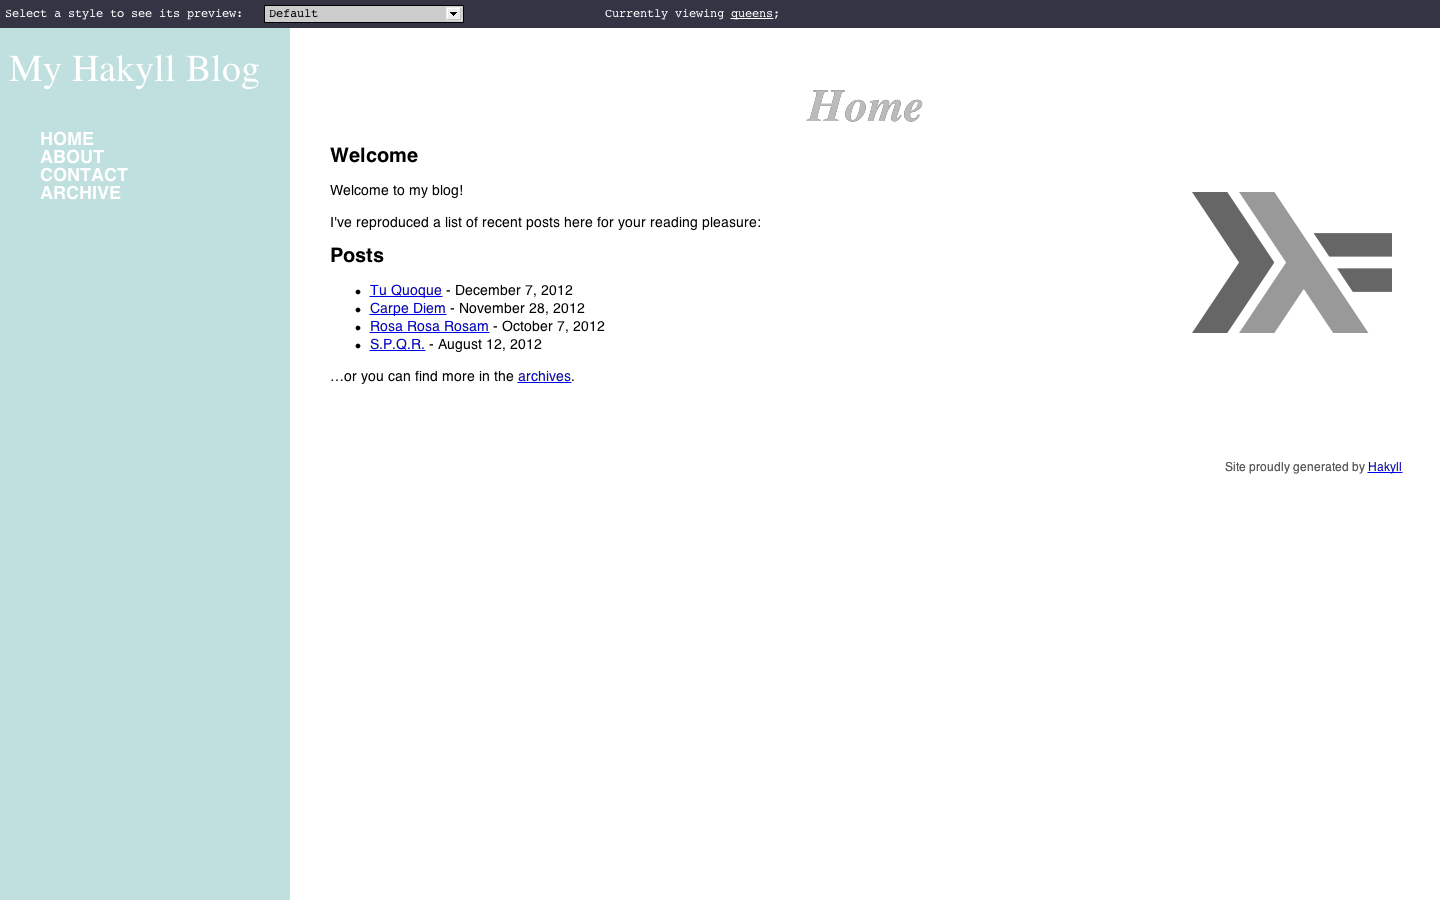 Select a style to see its preview: Default Currently viewing queens;
My Hakyll Blog
HOME
ABOUT
CONTACT
ARCHIVE
Home
Welcome
Welcome to my blog!
I've reproduced a list of recent posts here for your reading pleasure:
Posts
Tu Quoque - December 7, 2012
Carpe Diem - November 28, 2012
Rosa Rosa Rosam - October 7, 2012
S.P.Q.R. - August 12, 2012
…or you can find more in the archives.
Site proudly generated by Hakyll